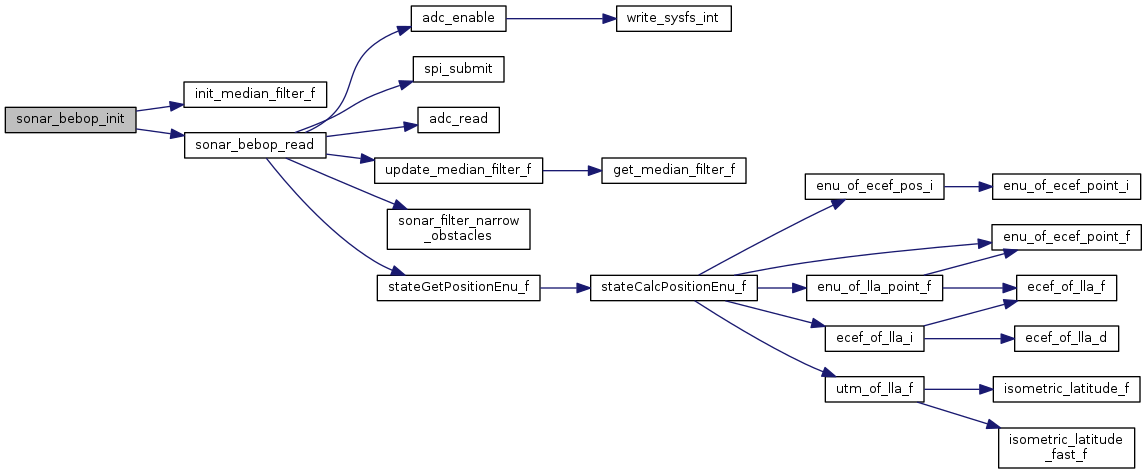 sonar_bebop_init
init_median_filter_f
sonar_bebop_read
adc_enable
write_sysfs_int
spi_submit
adc_read
update_median_filter_f
get_median_filter_f
sonar_filter_narrow
_obstacles
stateGetPositionEnu_f
stateCalcPositionEnu_f
enu_of_ecef_pos_i
enu_of_ecef_point_i
enu_of_ecef_point_f
enu_of_lla_point_f
ecef_of_lla_f
ecef_of_lla_i
ecef_of_lla_d
utm_of_lla_f
isometric_latitude_f
isometric_latitude
_fast_f